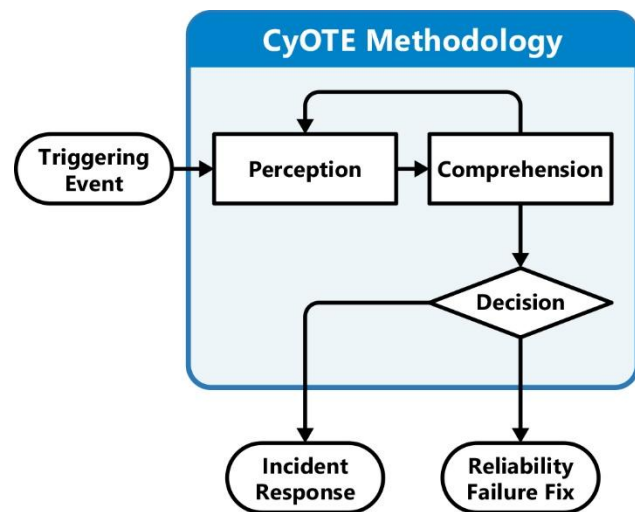 CyOTE Methodology
Triggering
Event
Perception
Comprehension
Decision
Incident
Response
Reliability
Failure Fix